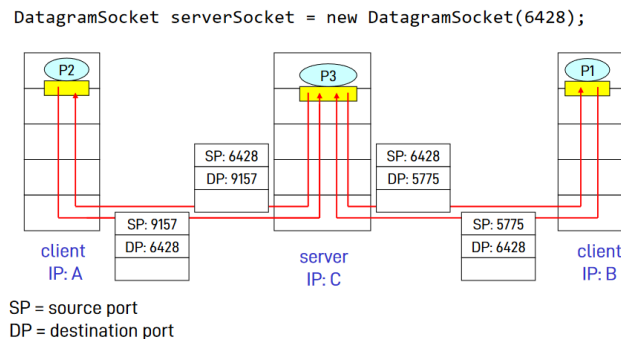 DatagramSocket serverSocket = new DatagramSocket(6428);
P2
P3
P1
SP: 6428
DP: 9157
SP: 6428
DP: 5775
SP: 9157
DP: 6428
SP: 5775
DP: 6428
client
IP: A
server
IP: C
client
IP: B
SP = source port
DP = destination port